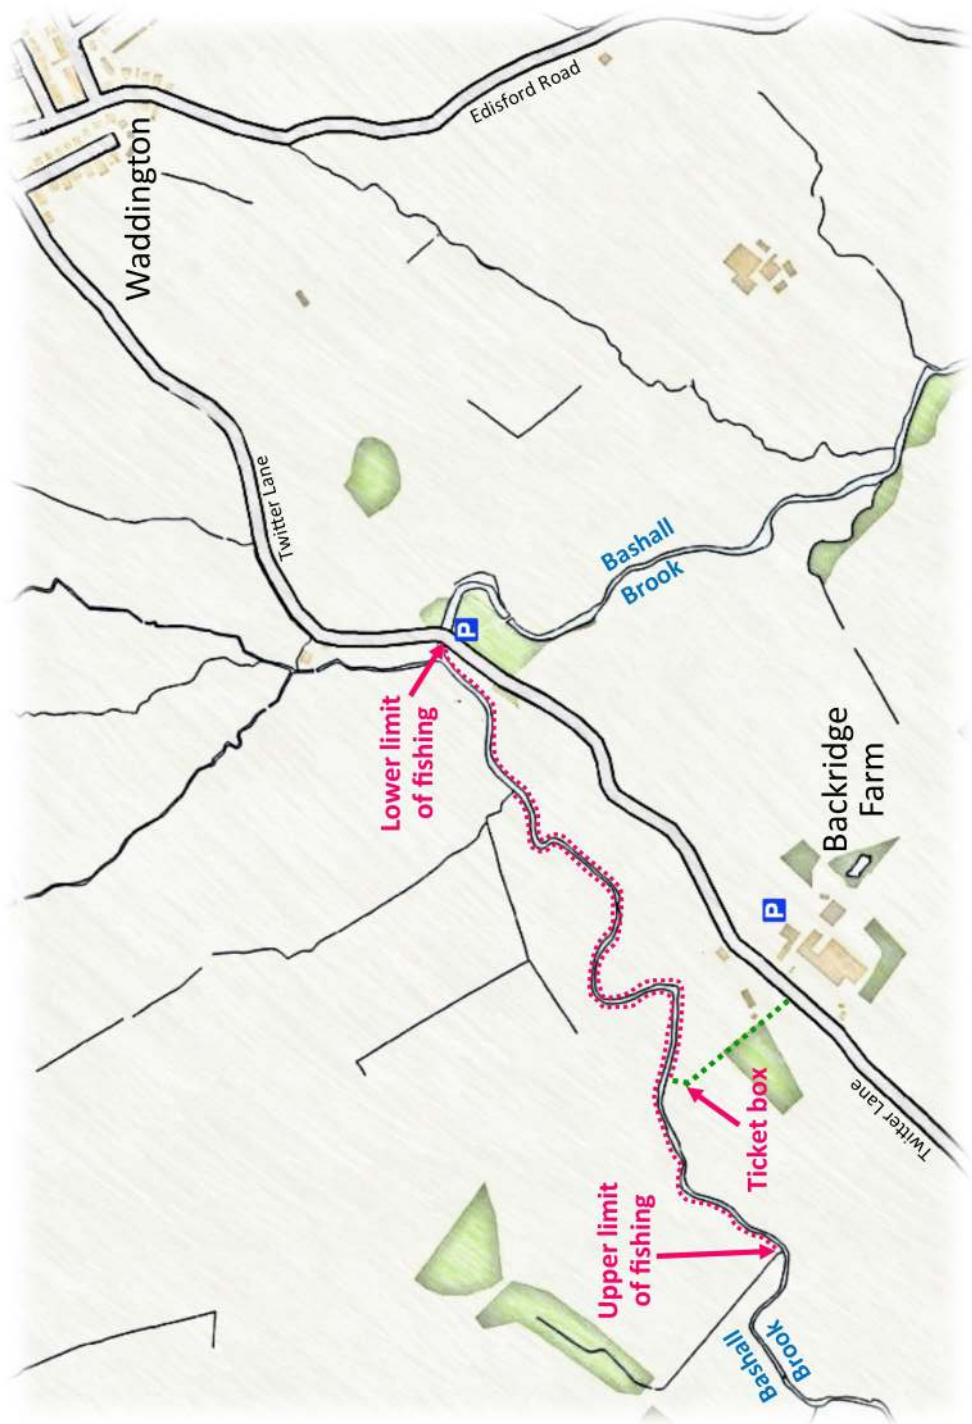 Edisford Road
Waddington
Twitter Lane
Bashall
Brook
P
Lower limit
of fishing
Backridge
Farm
P
Ticket box
Twitter Lane
Upper limit
of fishing
Bashall
Brook